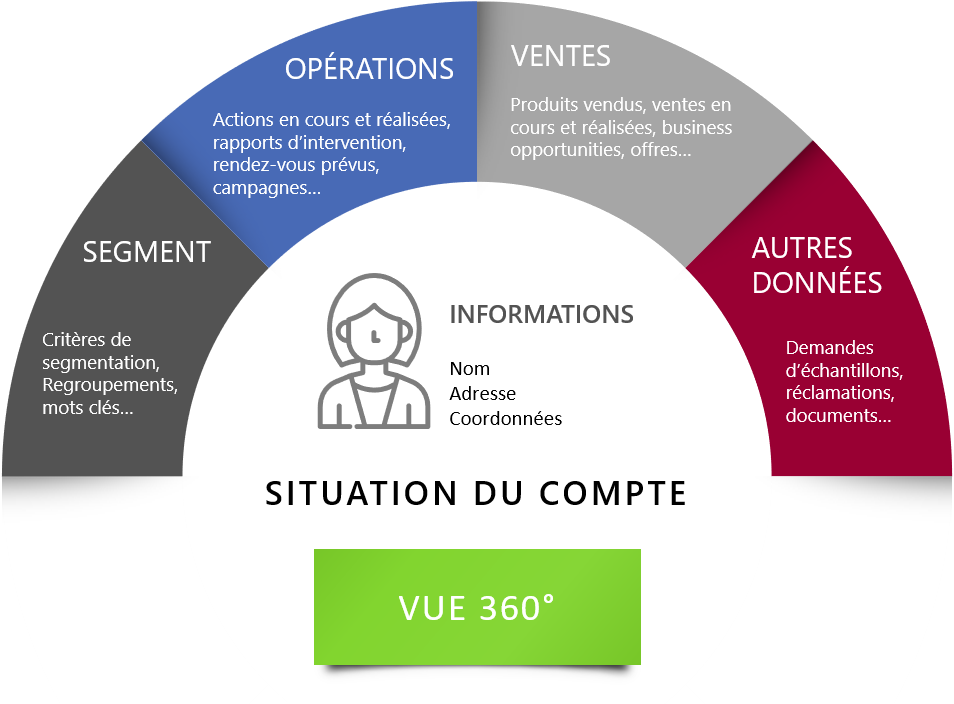 OPÉRATIONS
Actions en cours et réalisées,
rapports d’intervention,
rendez-vous prévus,
campagnes...
VENTES
Produits vendus, ventes en
cours et réalisées, business
opportunities, offres...
SEGMENT
Critères de
segmentation,
Regroupements,
mots clés...
AUTRES
DONNÉES
Demandes
d’échantillons,
réclamations,
documents...
INFORMATIONS
Nom
Adresse
Coordonnées
SITUATION DU COMPTE
VUE 360°